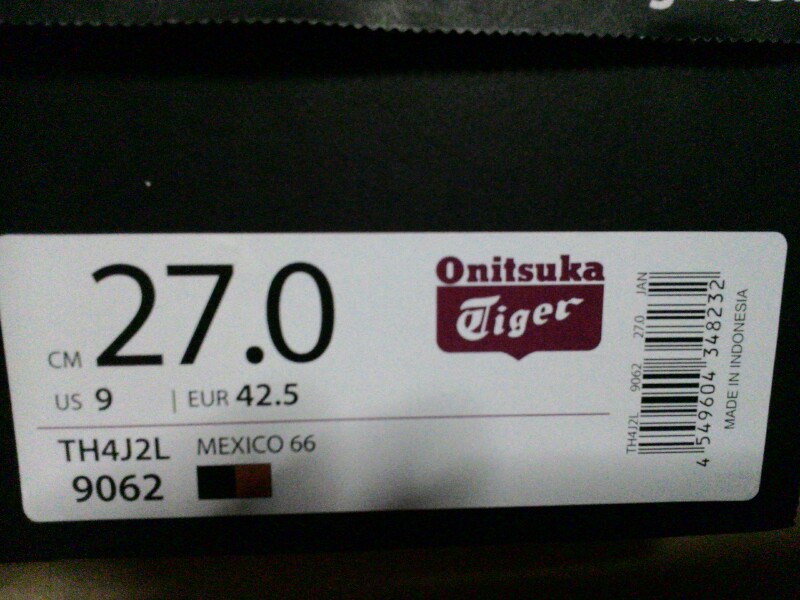 CM 27.0
US 9 | EUR 42.5
TH4J2L MEXICO 66
9062
Onitsuka
Tiger
TH4J2L 9062 27.0 JAN
4 549604 348232
MADE IN INDONESIA